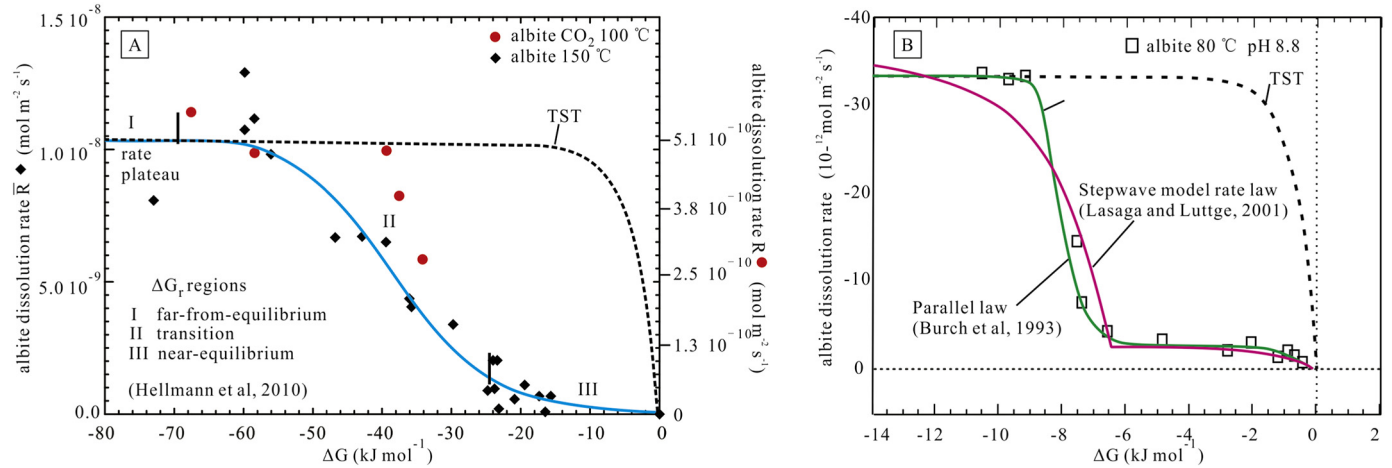 A
albite CO2 100 ℃
albite 150℃
1.5 10-8
1.0 10-8
5.0 10-9
0.0
albite dissolution rate R̅ (mol m-2 s-1)
I
rate
plateau
TST
II
III
ΔGr regions
I far-from-equilibrium
II transition
III near-equilibrium
(Hellmann et al, 2010)
5.1 10-10
3.8 10-10
2.5 10-10
1.3 10-10
0
albite dissolution rate R (mol m-2 s-1)
-80 -70 -60 -50 -40 -30 -20 -10 0
ΔG (kJ mol-1)
B
albite 80 ℃ pH 8.8
-40
-30
-20
-10
0
albite dissolution rate (10-12 mol m-2 s-1)
TST
Stepwave model rate law
(Lasaga and Luttge, 2001)
Parallel law
(Burch et al, 1993)
-14 -12 -10 -8 -6 -4 -2 0 2
ΔG (kJ mol-1)